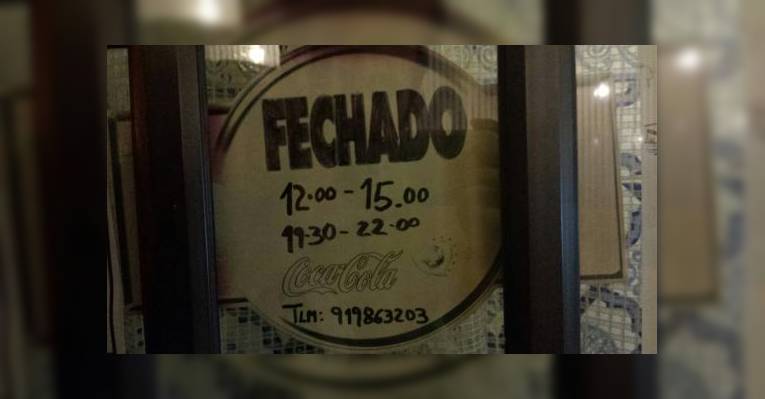 FECHADO
12.00 - 15.00
19.30 - 22.00
Coca-Cola
TLM: 919863203